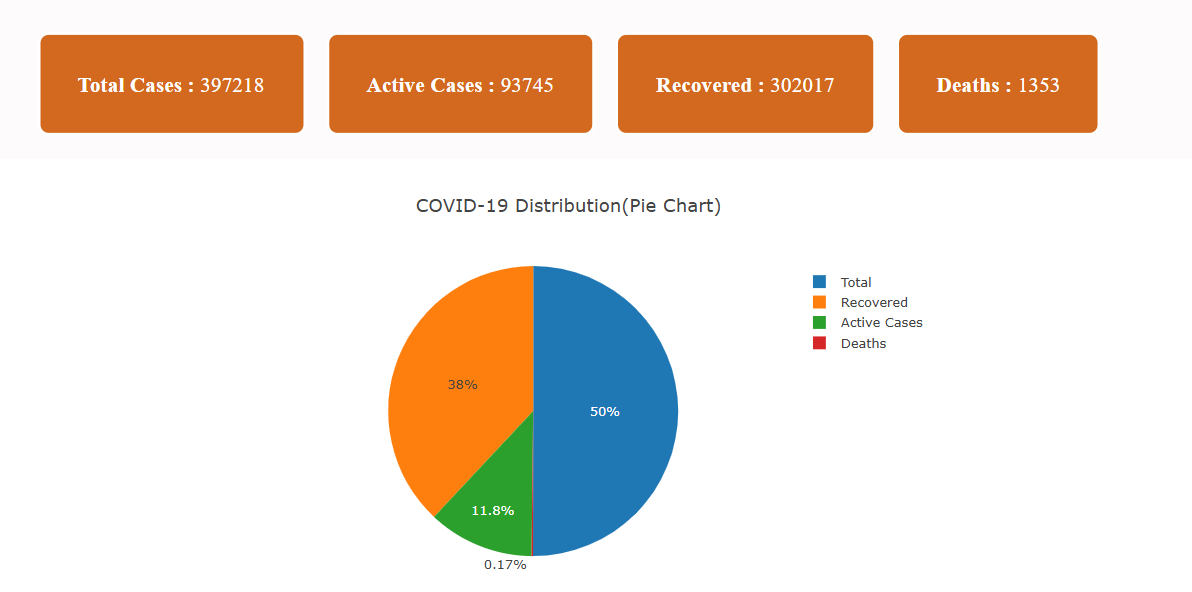 Total Cases : 397218
Active Cases : 93745
Recovered : 302017
Deaths : 1353
COVID-19 Distribution(Pie Chart)
Total
Recovered
Active Cases
Deaths
38%
50%
11.8%
0.17%